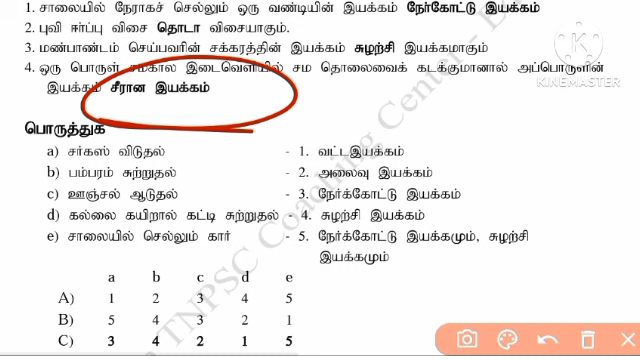 1. சாலையில் நேராகச் செல்லும் ஒரு வண்டியின் இயக்கம் நேர்கோட்டு இயக்கம்
2. புவி ஈர்ப்பு விசை தொடா விசையாகும்.
3. மண்பாண்டம் செய்பவரின் சக்கரத்தின் இயக்கம் சுழற்சி இயக்கமாகும்
4. ஒரு பொருள் சமகால இடைவெளியில் சம தொலைவைக் கடக்குமானால் அப்பொருளின்
இயக்கம் சீரான இயக்கம்
பொருத்துக
a) சர்கஸ் விடுதல் - 1. வட்டஇயக்கம்
b) பம்பரம் சுற்றுதல் - 2. அலைவு இயக்கம்
c) ஊஞ்சல் ஆடுதல் - 3. நேர்க்கோட்டு இயக்கம்
d) கல்லை கயிறால் கட்டி சுற்றுதல் - 4. சுழற்சி இயக்கம்
e) சாலையில் செல்லும் கார் - 5. நேர்க்கோட்டு இயக்கமும், சுழற்சி
இயக்கமும்
a b c d e
A) 1 2 3 4 5
B) 5 4 3 2 1
C) 3 4 2 1 5
TNPSC Coaching Center - E
KINEMASTER